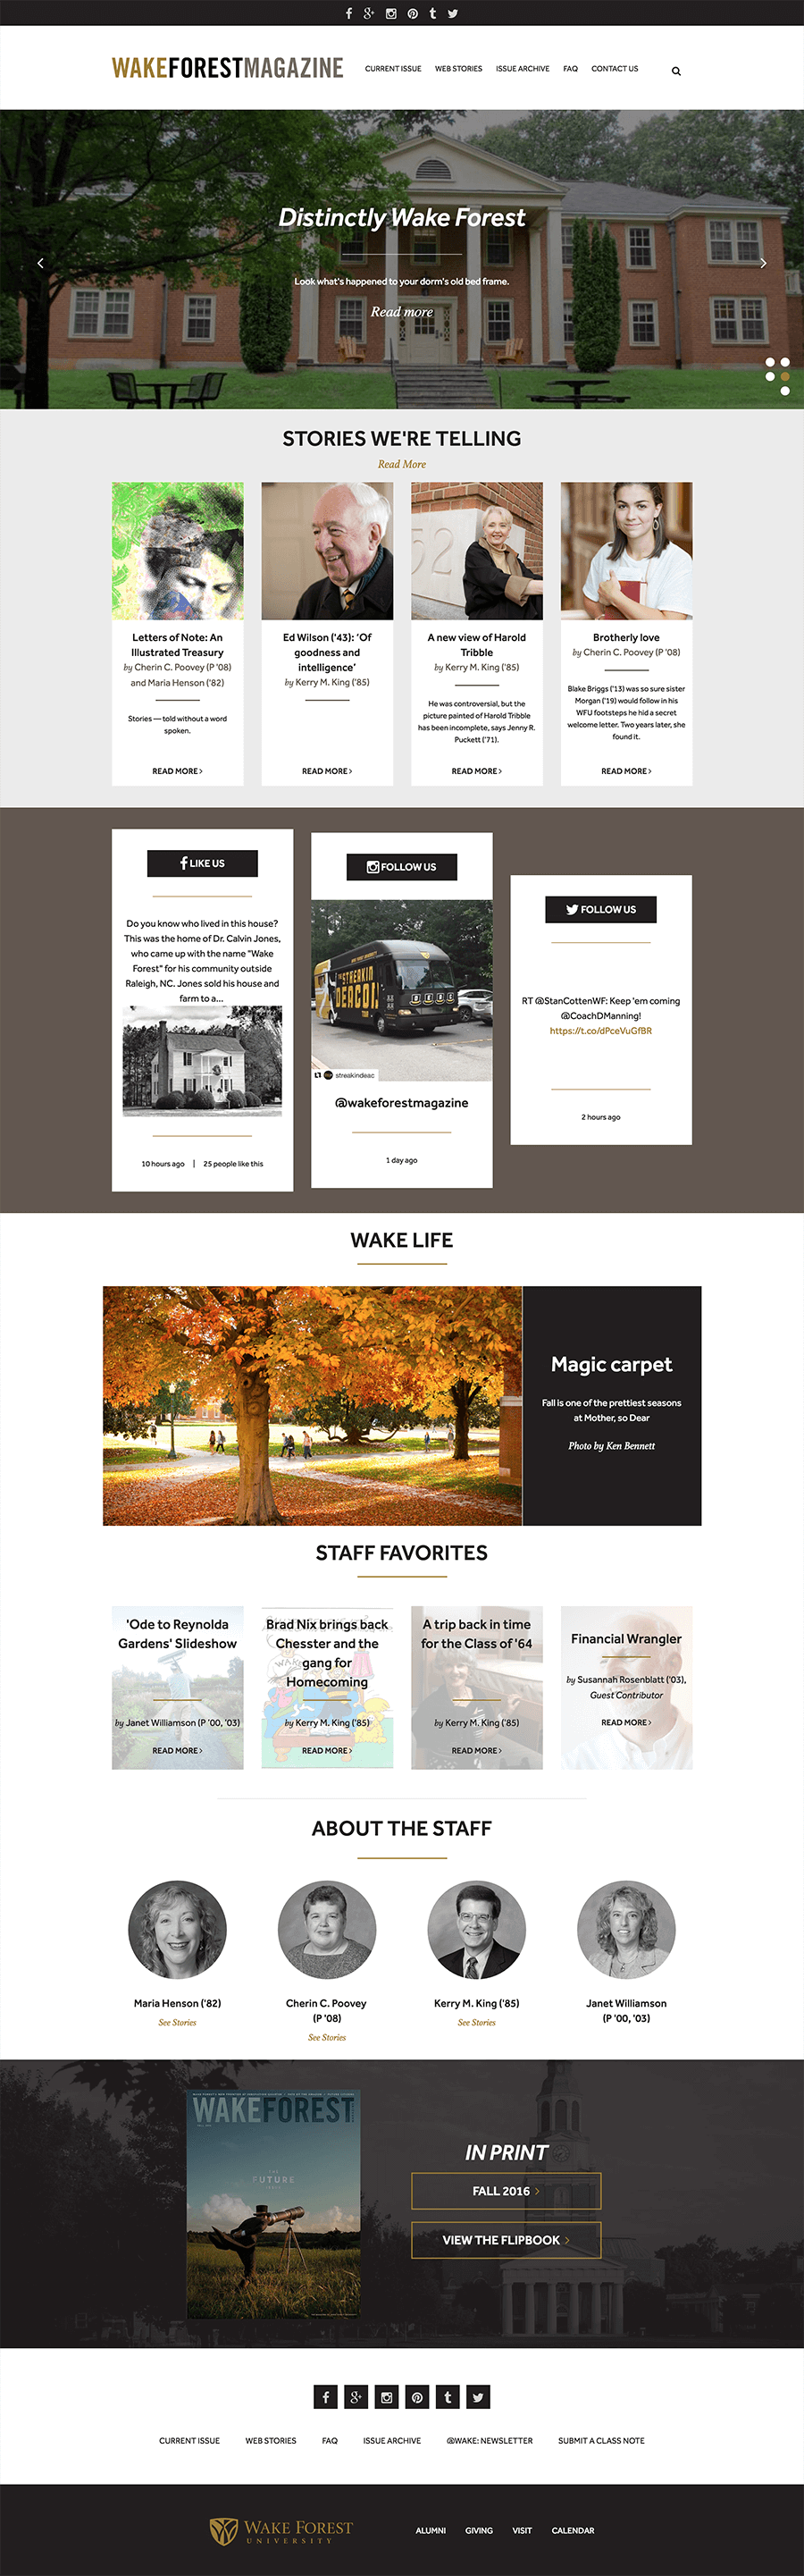 WAKEFORESTMAGAZINE
CURRENT ISSUE
WEB STORIES
ISSUE ARCHIVE
FAQ
CONTACT US
Distinctly Wake Forest
Look what's happened to your dorm's old bed frame.
Read more
STORIES WE'RE TELLING
Read More
Letters of Note: An
Illustrated Treasury
by Cherin C. Poovey (P '08)
and Maria Henson ('82)
Stories — told without a word
spoken.
READ MORE >
Ed Wilson ('43): ‘Of
goodness and
intelligence’
by Kerry M. King ('85)
READ MORE >
52
A new view of Harold
Tribble
by Kerry M. King ('85)
He was controversial, but the
picture painted of Harold Tribble
has been incomplete, says Jenny R.
Puckett ('71).
READ MORE >
Brotherly love
by Cherin C. Poovey (P '08)
Blake Briggs ('13) was so sure sister
Morgan ('19) would follow in his
WFU footsteps he hid a secret
welcome letter. Two years later, she
found it.
READ MORE >
LIKE US
Do you know who lived in this house?
This was the home of Dr. Calvin Jones,
who came up with the name "Wake
Forest" for his community outside
Raleigh, NC. Jones sold his house and
farm to a...
10 hours ago | 25 people like this
FOLLOW US
STREAKIN
DEACON
streakindeac
@wakeforestmagazine
1 day ago
FOLLOW US
RT @StanCottenWF: Keep 'em coming
@CoachDManning!
https://t.co/dPceVuGfBR
2 hours ago
WAKE LIFE
Magic carpet
Fall is one of the prettiest seasons
at Mother, so Dear
Photo by Ken Bennett
STAFF FAVORITES
'Ode to Reynolda
Gardens' Slideshow
by Janet Williamson (P '00, '03)
READ MORE >
Brad Nix brings back
Chesster and the
gang for
Homecoming
by Kerry M. King ('85)
READ MORE >
A trip back in time
for the Class of '64
by Kerry M. King ('85)
READ MORE >
Financial Wrangler
by Susannah Rosenblatt ('03),
Guest Contributor
READ MORE >
ABOUT THE STAFF
Maria Henson ('82)
See Stories
Cherin C. Poovey
(P '08)
See Stories
Kerry M. King ('85)
See Stories
Janet Williamson
(P '00, '03)
WAKEFOREST
THE
FUTURE
ISSUE
IN PRINT
FALL 2016 >
VIEW THE FLIPBOOK >
CURRENT ISSUE
WEB STORIES
FAQ
ISSUE ARCHIVE
@WAKE: NEWSLETTER
SUBMIT A CLASS NOTE
WAKE FOREST
UNIVERSITY
ALUMNI
GIVING
VISIT
CALENDAR